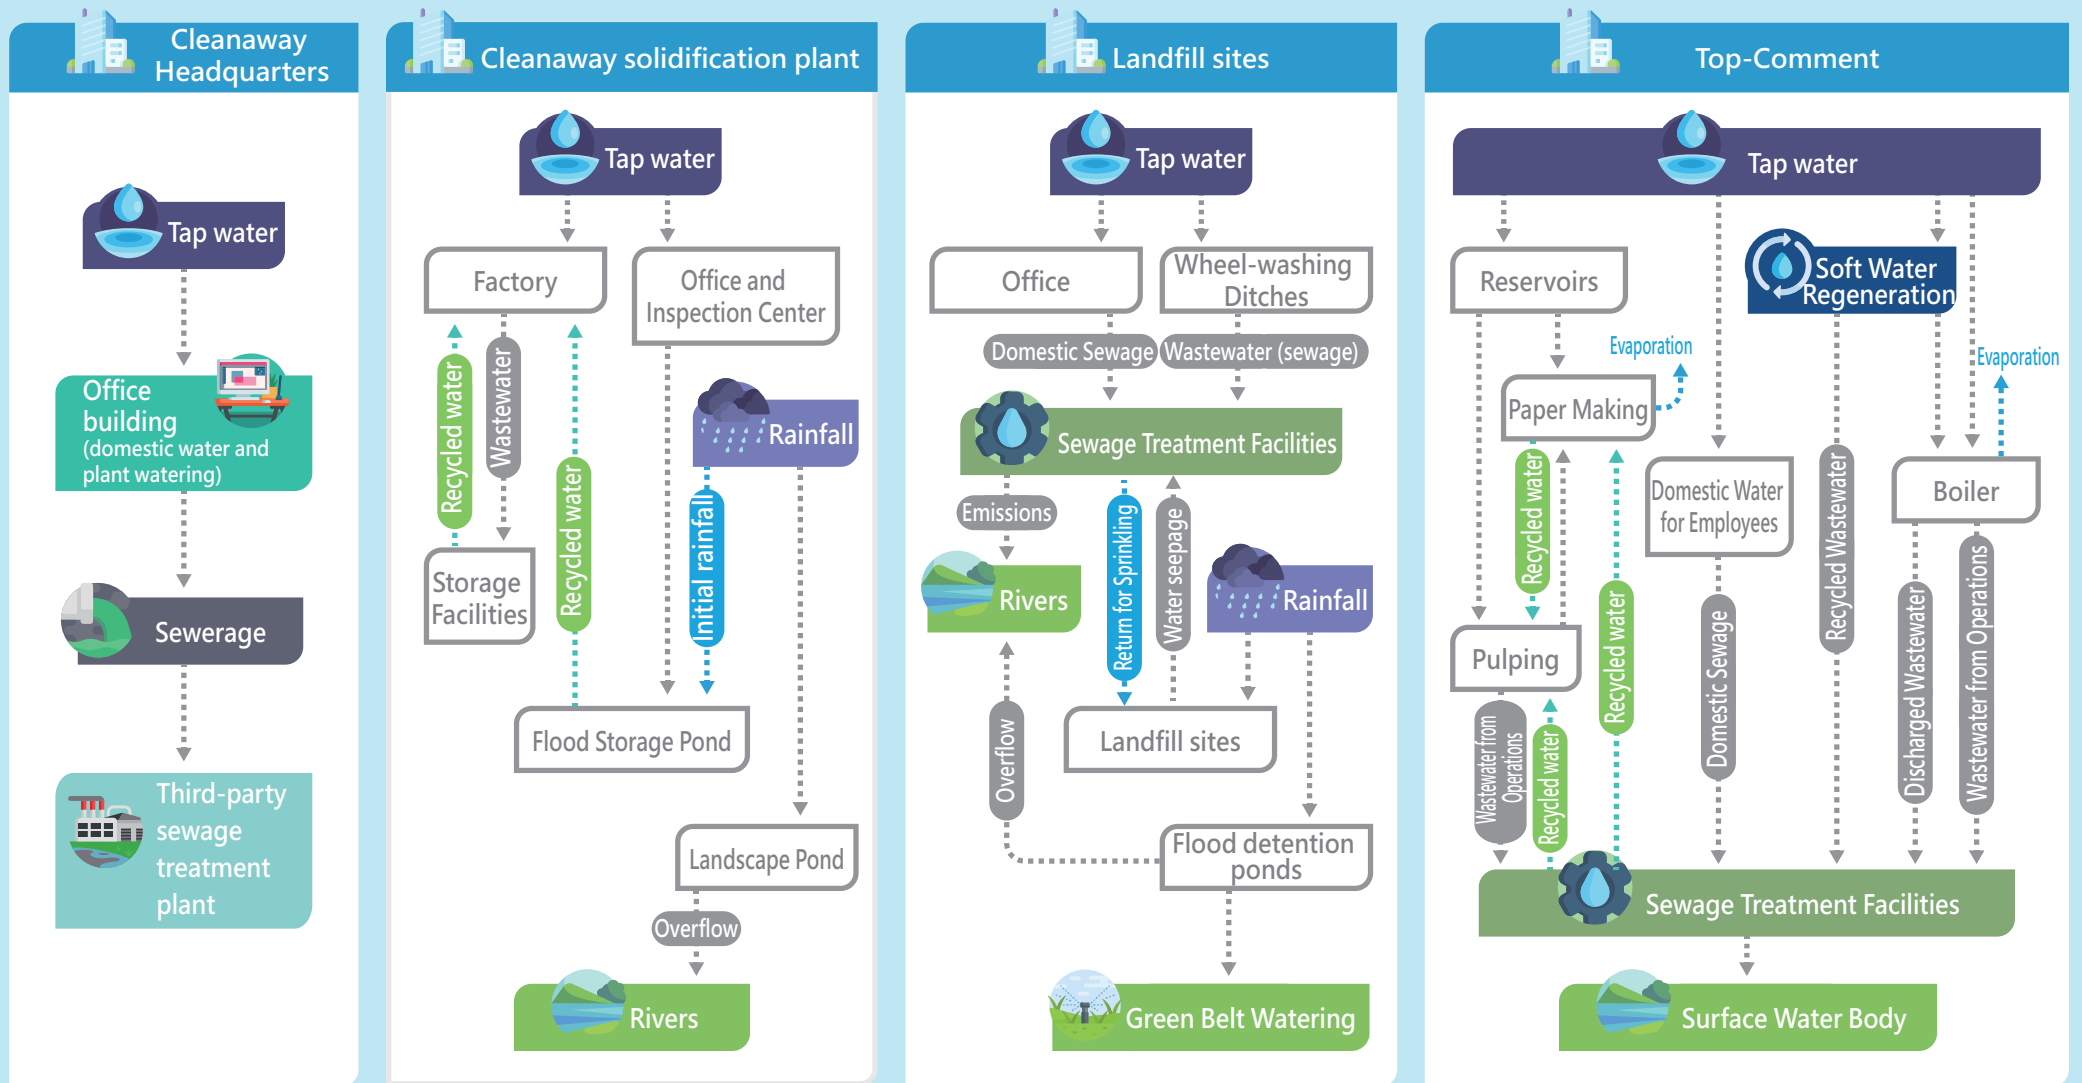 Cleanaway
Headquarters
Tap water
Office
building
(domestic water and
plant watering)
Sewerage
Third-party
sewage
treatment
plant
Cleanaway solidification plant
Tap water
Factory
Office and
Inspection Center
Recycled water
Wastewater
Recycled water
Rainfall
Initial rainfall
Storage
Facilities
Flood Storage Pond
Landscape Pond
Overflow
Rivers
Landfill sites
Tap water
Office
Wheel-washing
Ditches
Domestic Sewage
Wastewater (sewage)
Sewage Treatment Facilities
Emissions
Return for Sprinkling
Water seepage
Rivers
Rainfall
Overflow
Landfill sites
Flood detention
ponds
Green Belt Watering
Top-Comment
Tap water
Reservoirs
Soft Water
Regeneration
Evaporation
Evaporation
Paper Making
Recycled water
Recycled water
Domestic Water
for Employees
Recycled Wastewater
Boiler
Pulping
Wastewater from
Operations
Recycled water
Domestic Sewage
Discharged Wastewater
Wastewater from Operations
Sewage Treatment Facilities
Surface Water Body